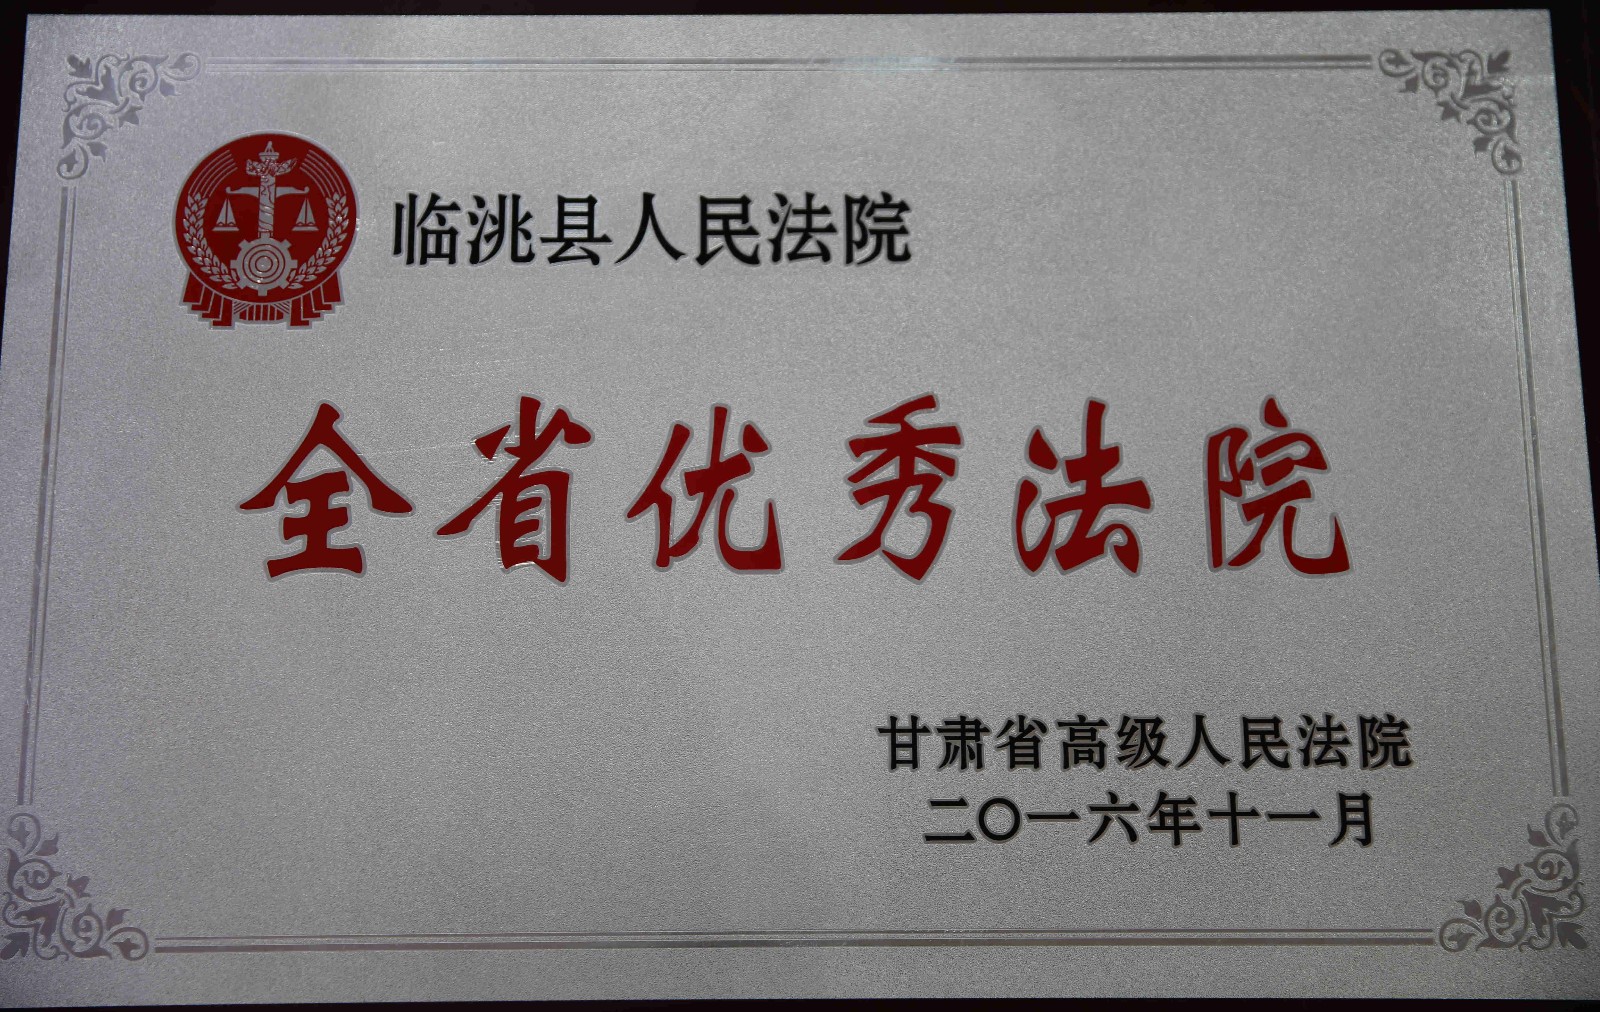 临洮县人民法院
全省优秀法院
甘肃省高级人民法院
二〇一六年十一月